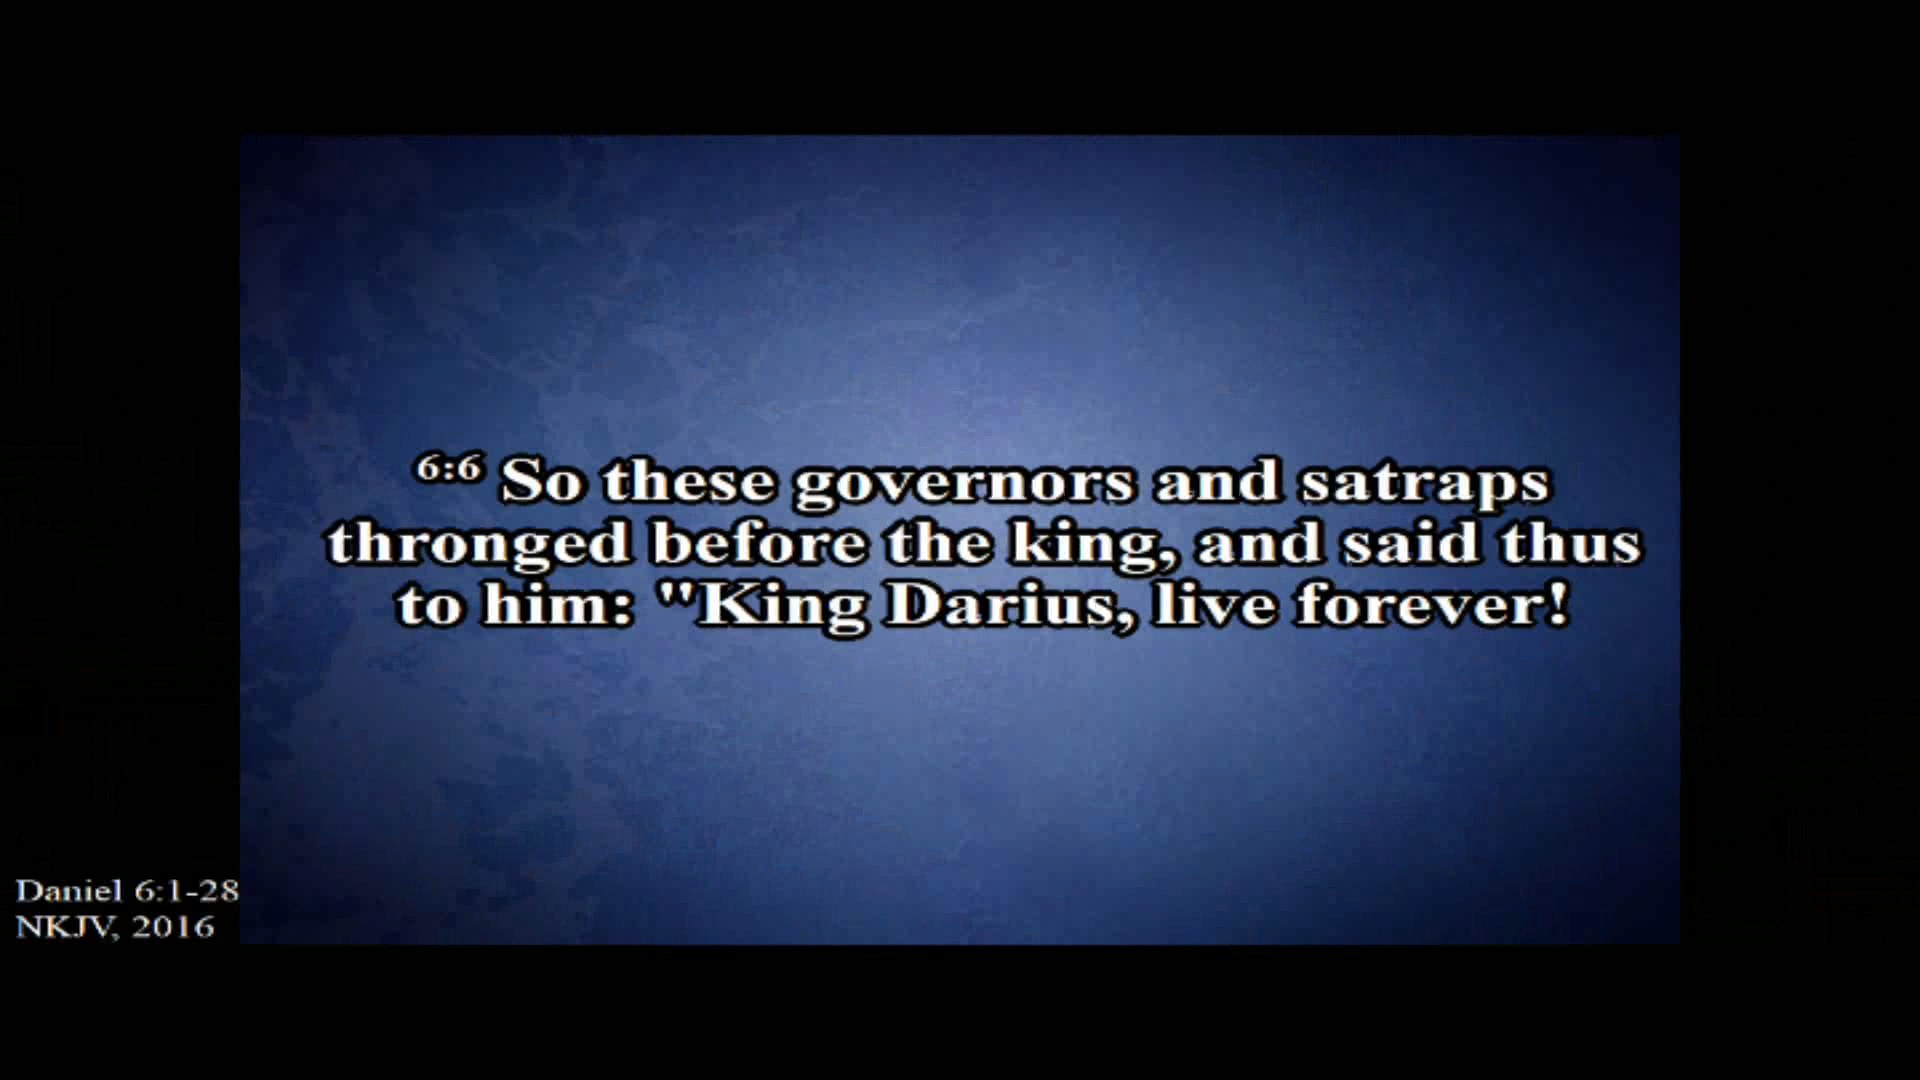 6:6 So these governors and satraps
thronged before the king, and said thus
to him: "King Darius, live forever!
Daniel 6:1-28
NKJV, 2016